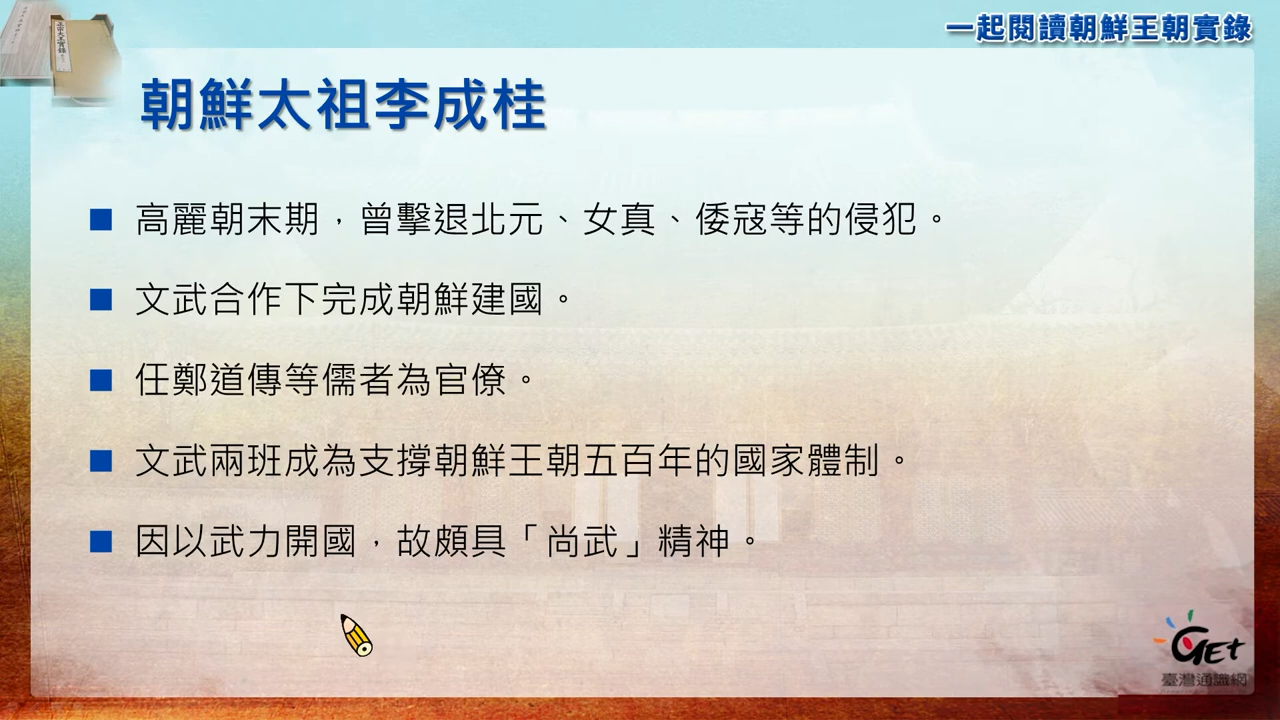 一起閱讀朝鮮王朝實錄
朝鮮太祖李成桂
高麗朝末期，曾擊退北元、女真、倭寇等的侵犯。
文武合作下完成朝鮮建國。
任鄭道傳等儒者為官僚。
文武兩班成為支撐朝鮮王朝五百年的國家體制。
因以武力開國，故頗具「尚武」精神。
GET
臺灣通識網